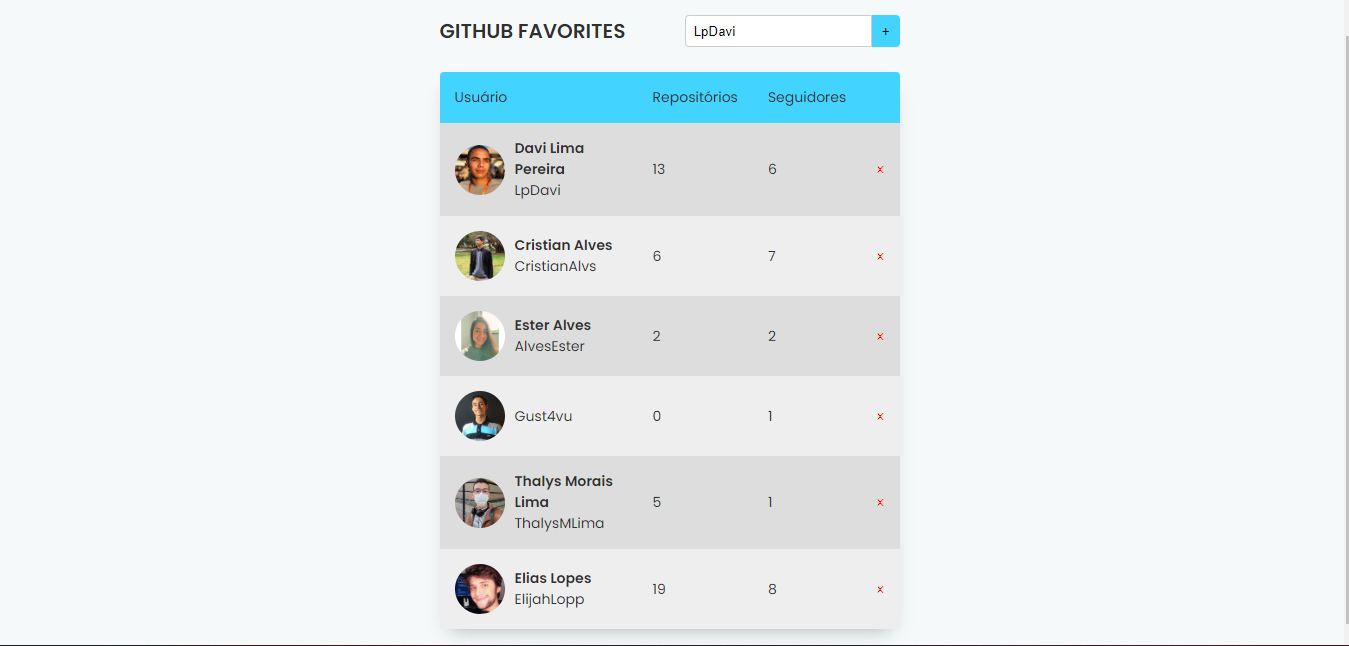 GITHUB FAVORITES
LpDavi
+
Usuário Repositórios Seguidores
Davi Lima
Pereira
LpDavi
13 6 x
Cristian Alves
CristianAlvs
6 7 x
Ester Alves
AlvesEster
2 2 x
Gust4vu 0 1 x
Thalys Morais
Lima
ThalysMLima
5 1 x
Elias Lopes
ElijahLopp
19 8 x